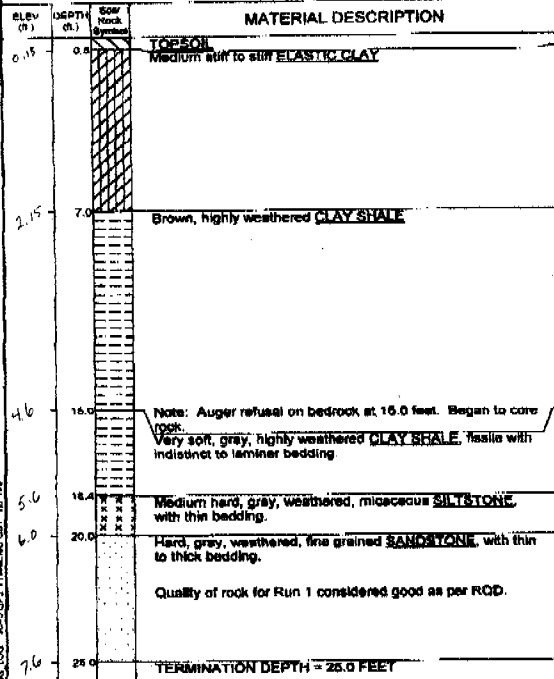 ELEV
(ft.)
DEPTH
(ft.)
Soil/
Rock
Symbol
MATERIAL DESCRIPTION
0.15
0.5
TOPSOIL
Medium stiff to stiff ELASTIC CLAY
2.15
7.0
Brown, highly weathered CLAY SHALE
4.6
15.0
Note: Auger refusal on bedrock at 15.0 feet. Began to core
rock.
Very soft, gray, highly weathered CLAY SHALE, fissile with
indistinct to laminer bedding.
5.6
18.4
Medium hard, gray, weathered, micaceous SILTSTONE,
with thin bedding.
6.0
20.0
Hard, gray, weathered, fine grained SANDSTONE, with thin
to thick bedding.
Quality of rock for Run 1 considered good as per RQD.
7.6
25.0
TERMINATION DEPTH = 25.0 FEET